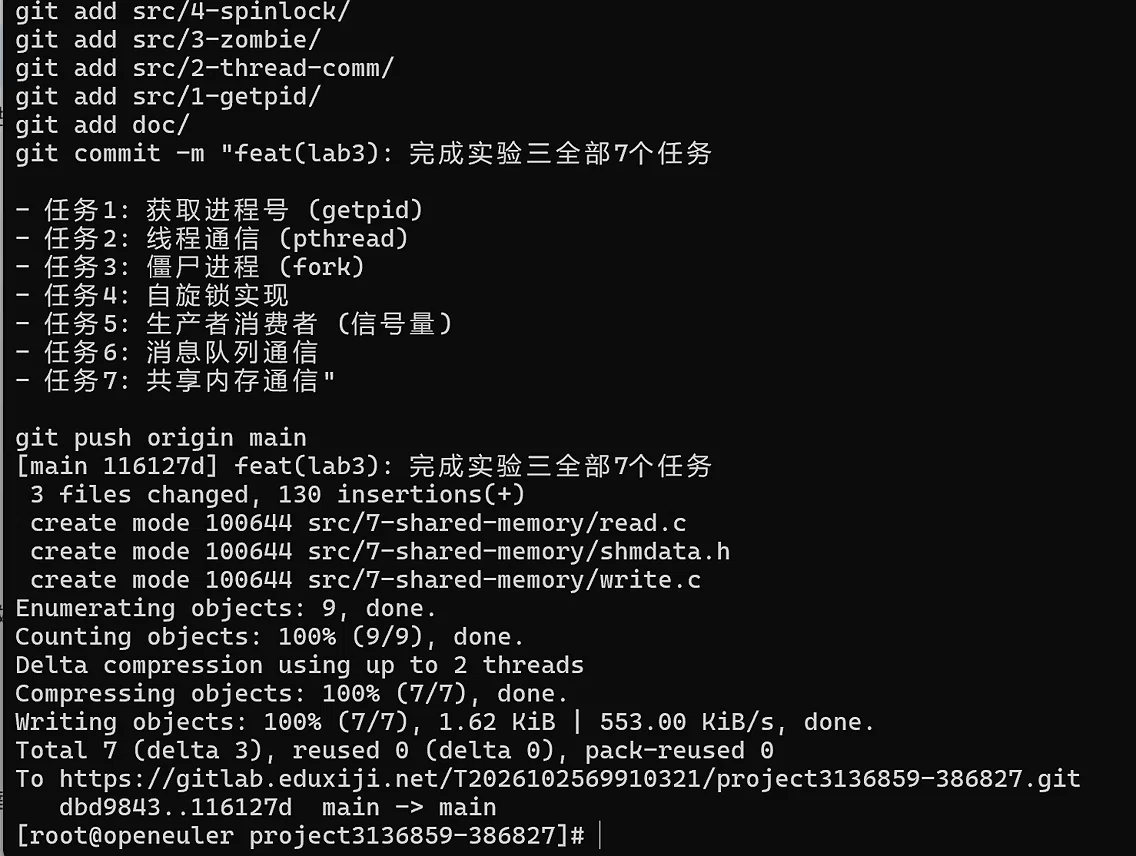 git add src/4-spinlock/
git add src/3-zombie/
git add src/2-thread-comm/
git add src/1-getpid/
git add doc/
git commit -m "feat(lab3): 完成实验三全部7个任务
- 任务1: 获取进程号 (getpid)
- 任务2: 线程通信 (pthread)
- 任务3: 僵尸进程 (fork)
- 任务4: 自旋锁实现
- 任务5: 生产者消费者 (信号量)
- 任务6: 消息队列通信
- 任务7: 共享内存通信"
git push origin main
[main 116127d] feat(lab3): 完成实验三全部7个任务
 3 files changed, 130 insertions(+)
 create mode 100644 src/7-shared-memory/read.c
 create mode 100644 src/7-shared-memory/shmdata.h
 create mode 100644 src/7-shared-memory/write.c
Enumerating objects: 9, done.
Counting objects: 100% (9/9), done.
Delta compression using up to 2 threads
Compressing objects: 100% (7/7), done.
Writing objects: 100% (7/7), 1.62 KiB | 553.00 KiB/s, done.
Total 7 (delta 3), reused 0 (delta 0), pack-reused 0
To https://gitlab.eduxiji.net/T2026102569910321/project3136859-386827.git
   dbd9843..116127d  main -> main
[root@openeuler project3136859-386827]#